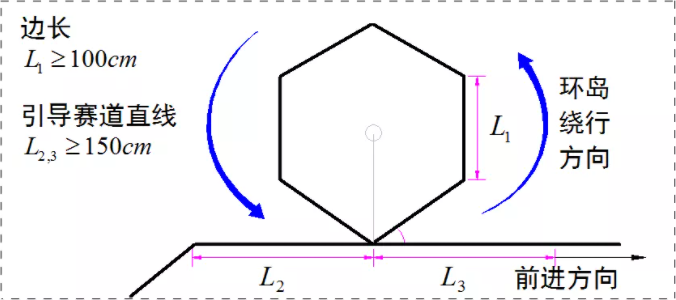 边长
L₁ ≥ 100cm
引导赛道直线
L₂,₃ ≥ 150cm
L₁
环岛
绕行
方向
L₂
L₃
前进方向